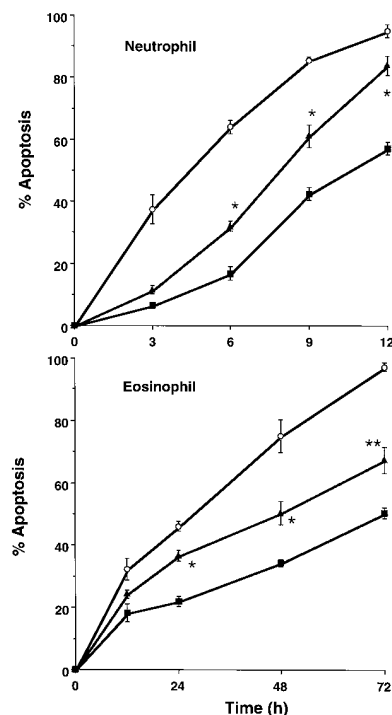 100
Neutrophil
80
% Apoptosis
60
*
*
*
40
20
0
0 3 6 9 12
100
Eosinophil
80
**
% Apoptosis
60
*
*
40
20
0
0 24 48 72
Time (h)